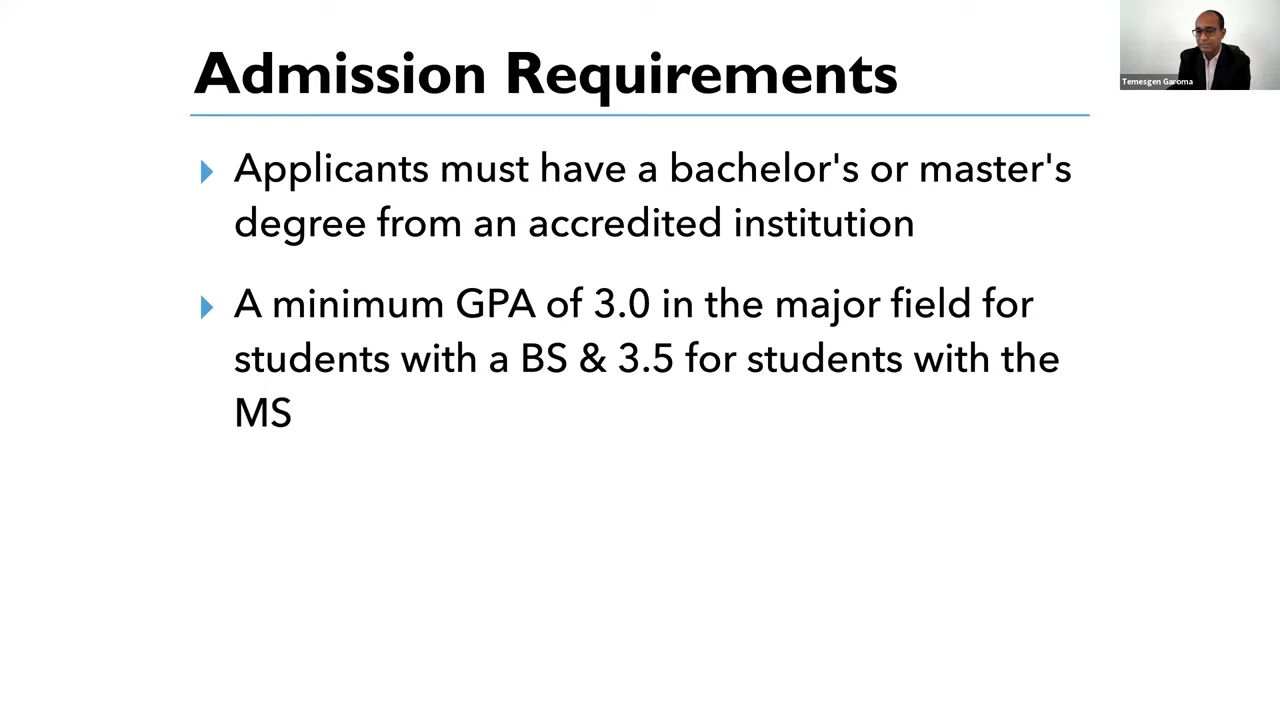 Admission Requirements
Temesgen Garoma
Applicants must have a bachelor's or master's
degree from an accredited institution
A minimum GPA of 3.0 in the major field for
students with a BS & 3.5 for students with the
MS